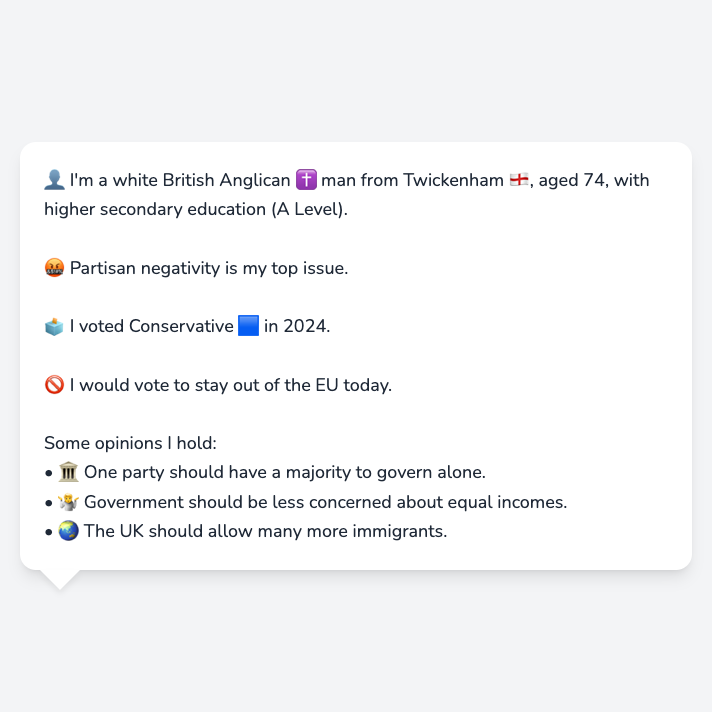 👤 I'm a white British Anglican ✝️ man from Twickenham 🏴󠁧󠁢󠁥󠁮󠁧󠁿, aged 74, with
higher secondary education (A Level).
🤬 Partisan negativity is my top issue.
🗳️ I voted Conservative 🟦 in 2024.
🚫 I would vote to stay out of the EU today.
Some opinions I hold:
• 🏛️ One party should have a majority to govern alone.
• 🤷 Government should be less concerned about equal incomes.
• 🌏 The UK should allow many more immigrants.